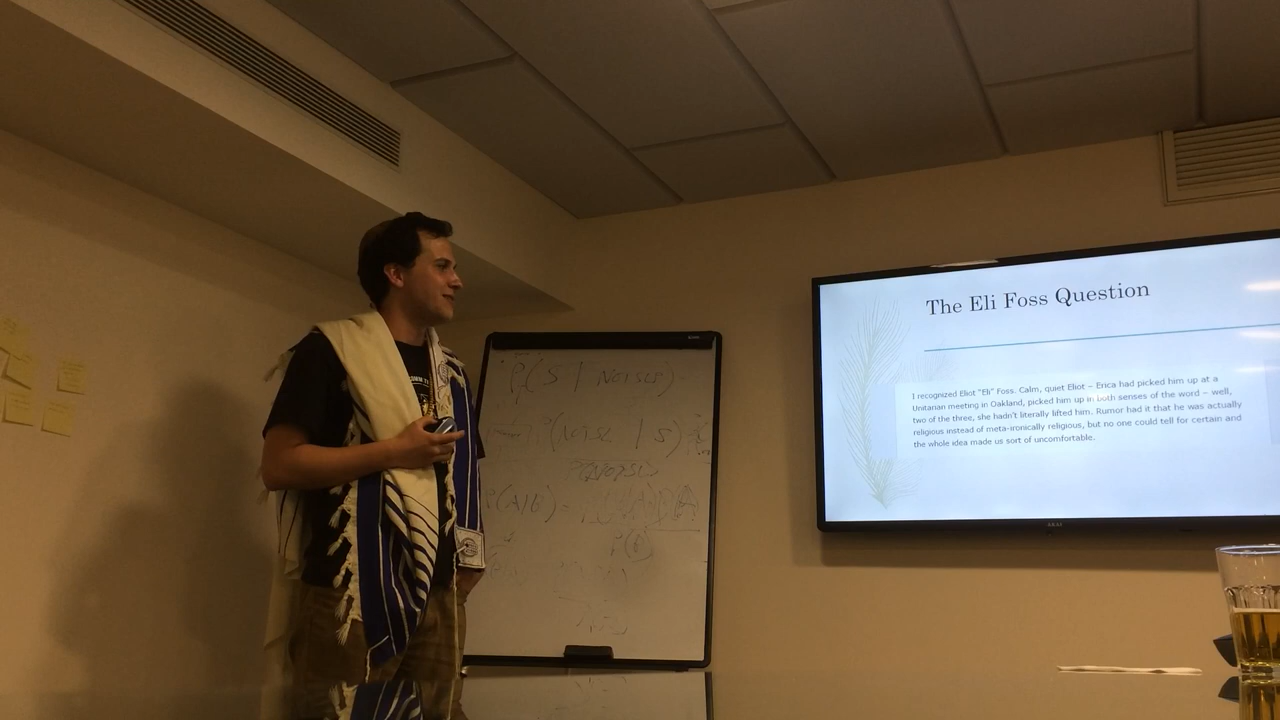 The Eli Foss Question
I recognized Eliot "Eli" Foss. Calm, quiet Eliot – Erica had picked him up at a
Unitarian meeting in Oakland, picked him up in both senses of the word – well,
two of the three, she hadn't literally lifted him. Rumor had it that he was actually
religious instead of meta-ironically religious, but no one could tell for certain and
the whole idea made us sort of uncomfortable.
P(S | NOISE)
(NOISE | S)
P(NOISE)
P(A|B) =
P(B)